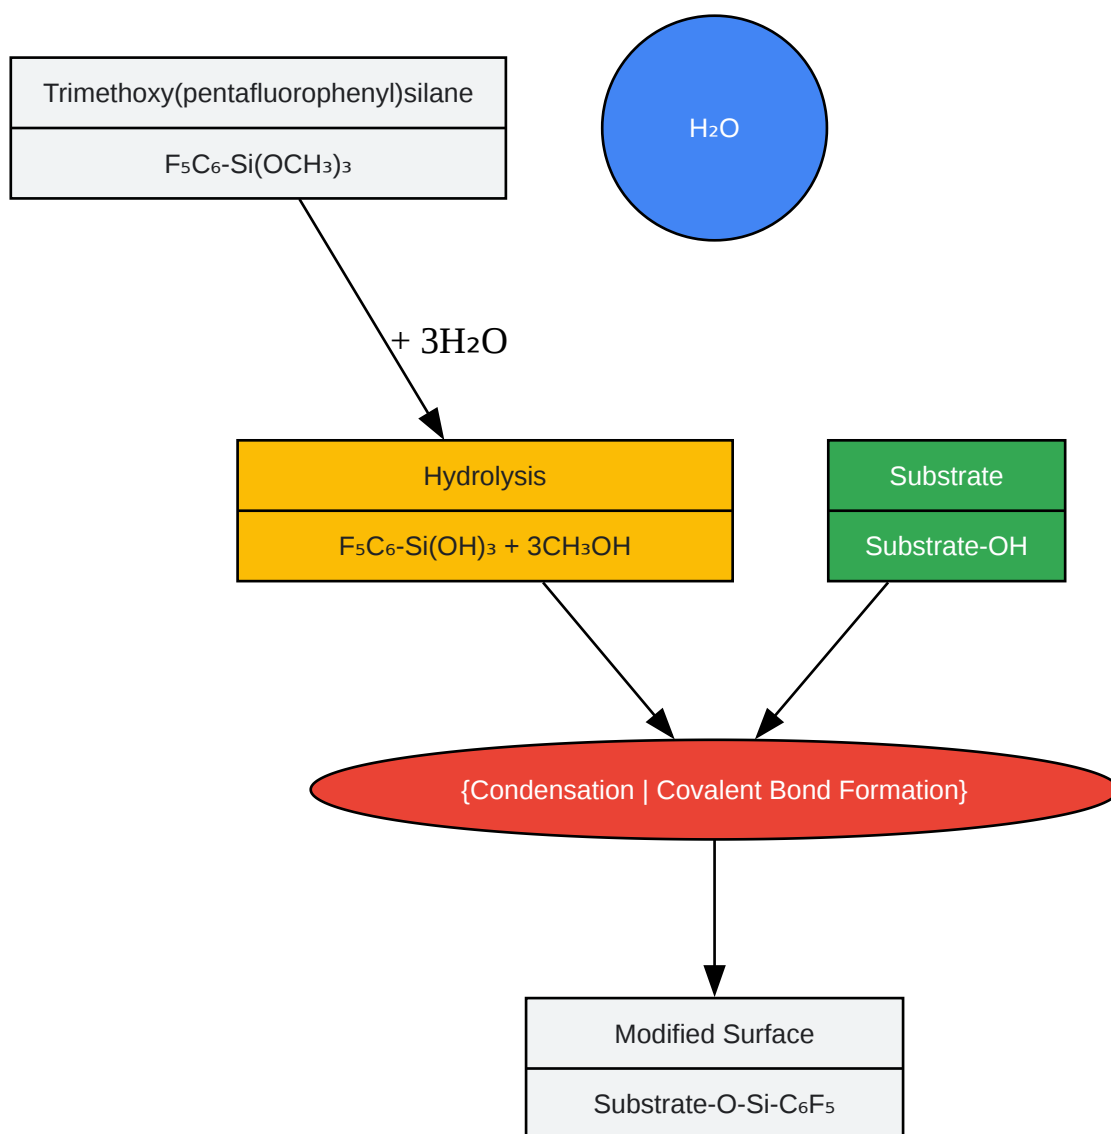 Trimethoxy(pentafluorophenyl)silane
F₅C₆-Si(OCH₃)₃
H₂O
+ 3H₂O
Hydrolysis
F₅C₆-Si(OH)₃ + 3CH₃OH
Substrate
Substrate-OH
{Condensation | Covalent Bond Formation}
Modified Surface
Substrate-O-Si-C₆F₅